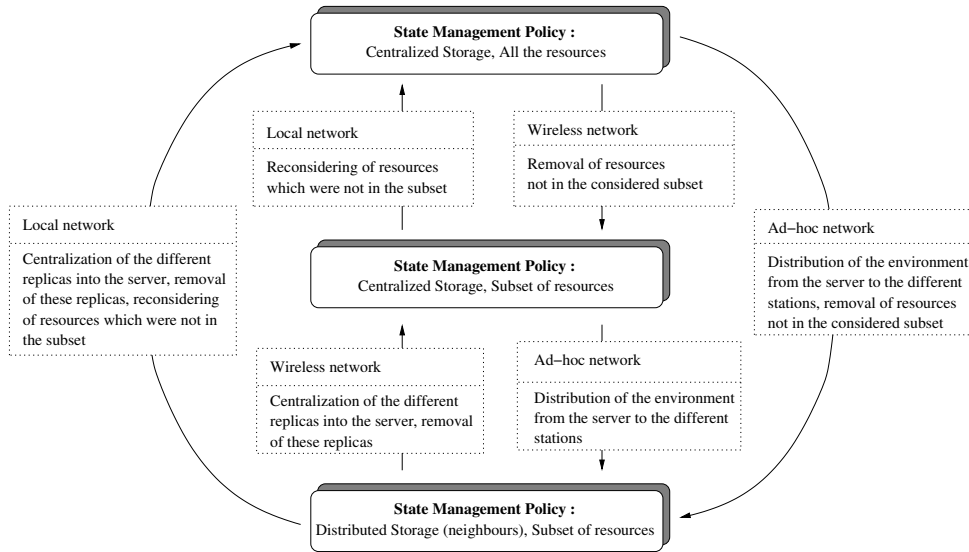 State Management Policy :
Centralized Storage, All the resources
Local network
Reconsidering of resources
which were not in the subset
Wireless network
Removal of resources
not in the considered subset
Local network
Centralization of the different
replicas into the server, removal
of these replicas, reconsidering
of resources which were not in
the subset
State Management Policy :
Centralized Storage, Subset of resources
Ad−hoc network
Distribution of the environment
from the server to the different
stations, removal of resources
not in the considered subset
Wireless network
Centralization of the different
replicas into the server, removal
of these replicas
Ad−hoc network
Distribution of the environment
from the server to the different
stations
State Management Policy :
Distributed Storage (neighbours), Subset of resources